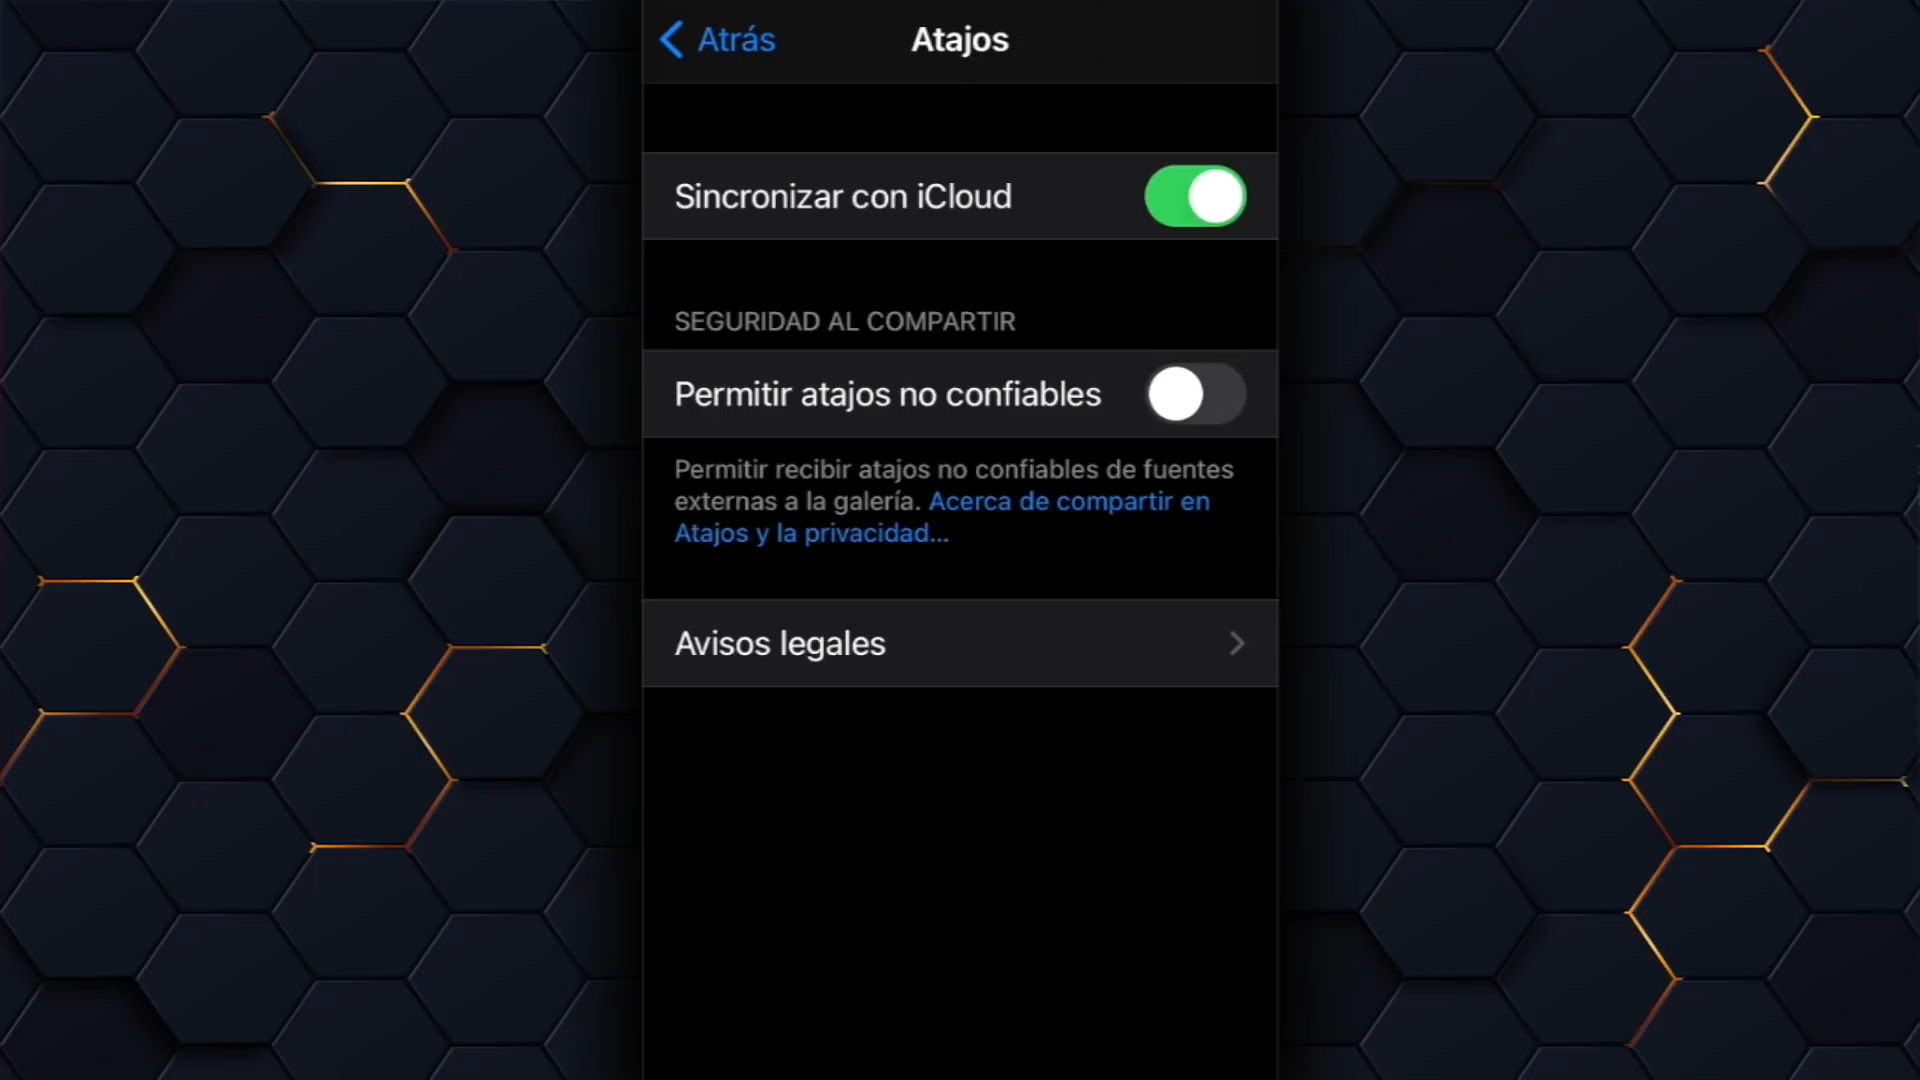 Atrás
Atajos
Sincronizar con iCloud
SEGURIDAD AL COMPARTIR
Permitir atajos no confiables
Permitir recibir atajos no confiables de fuentes
externas a la galería. Acerca de compartir en
Atajos y la privacidad...
Avisos legales